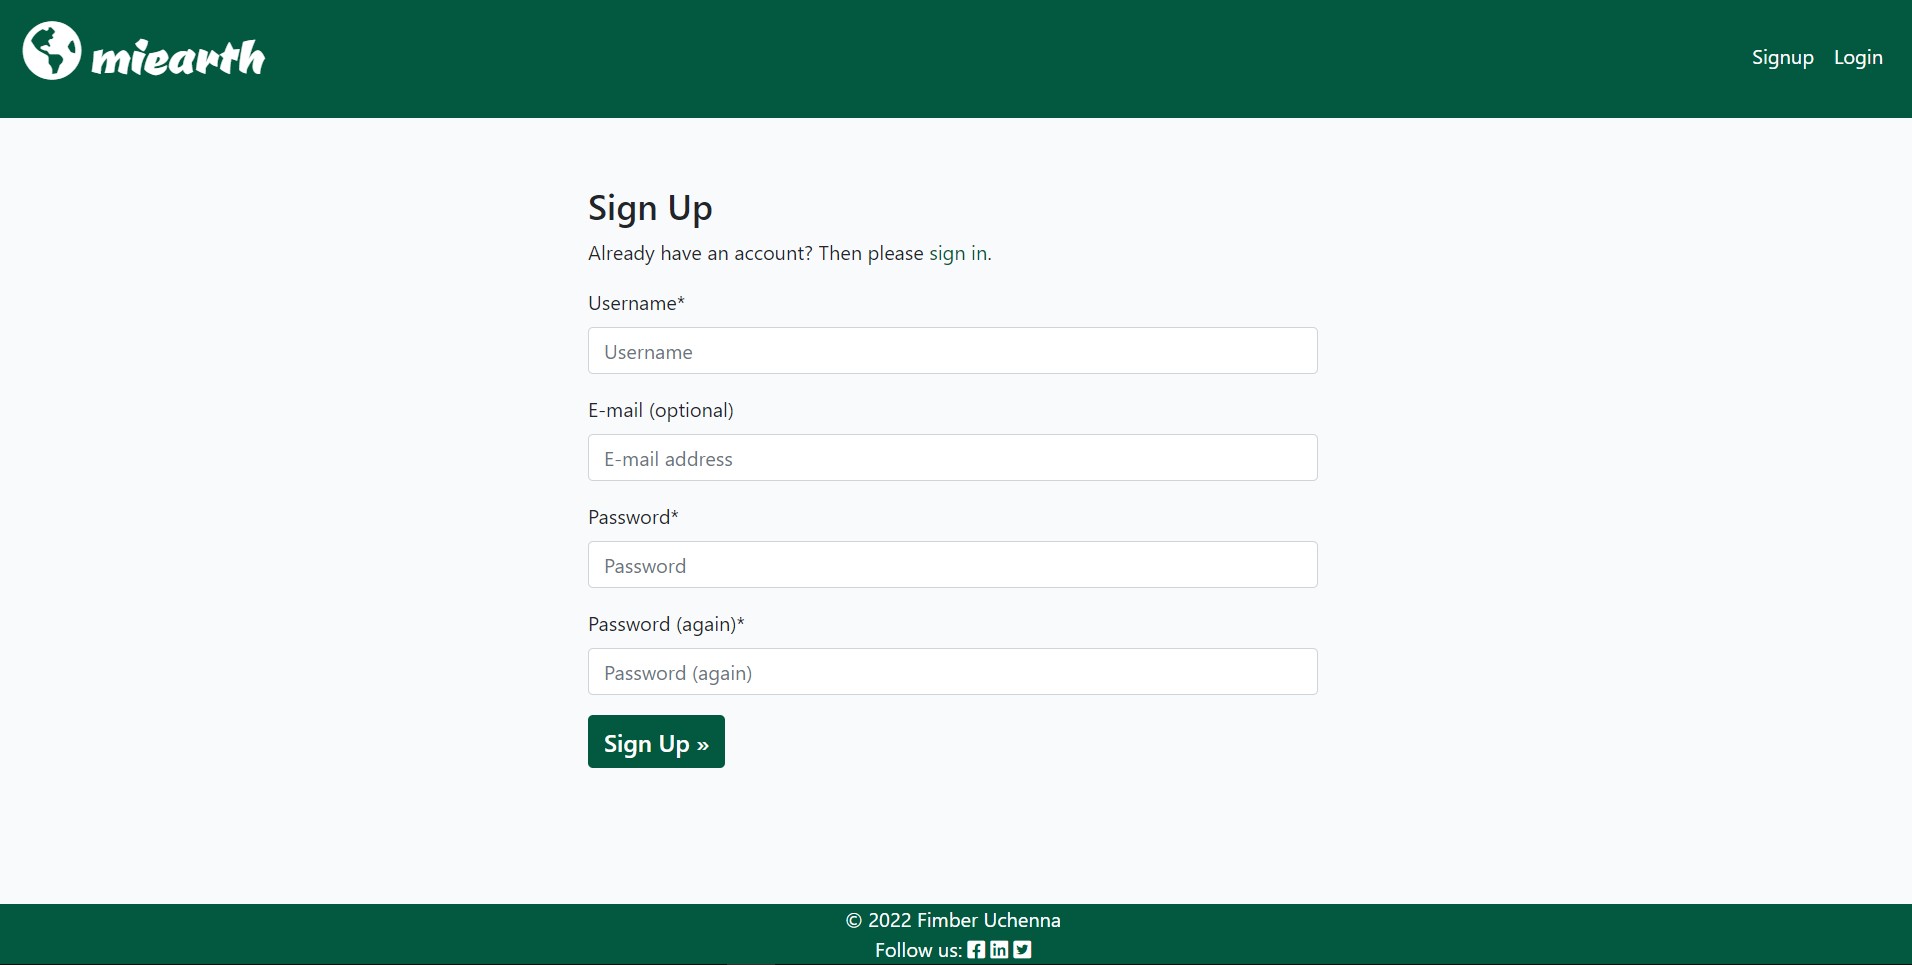 miearth
Signup Login
Sign Up
Already have an account? Then please sign in.
Username*
Username
E-mail (optional)
E-mail address
Password*
Password
Password (again)*
Password (again)
Sign Up »
© 2022 Fimber Uchenna
Follow us: